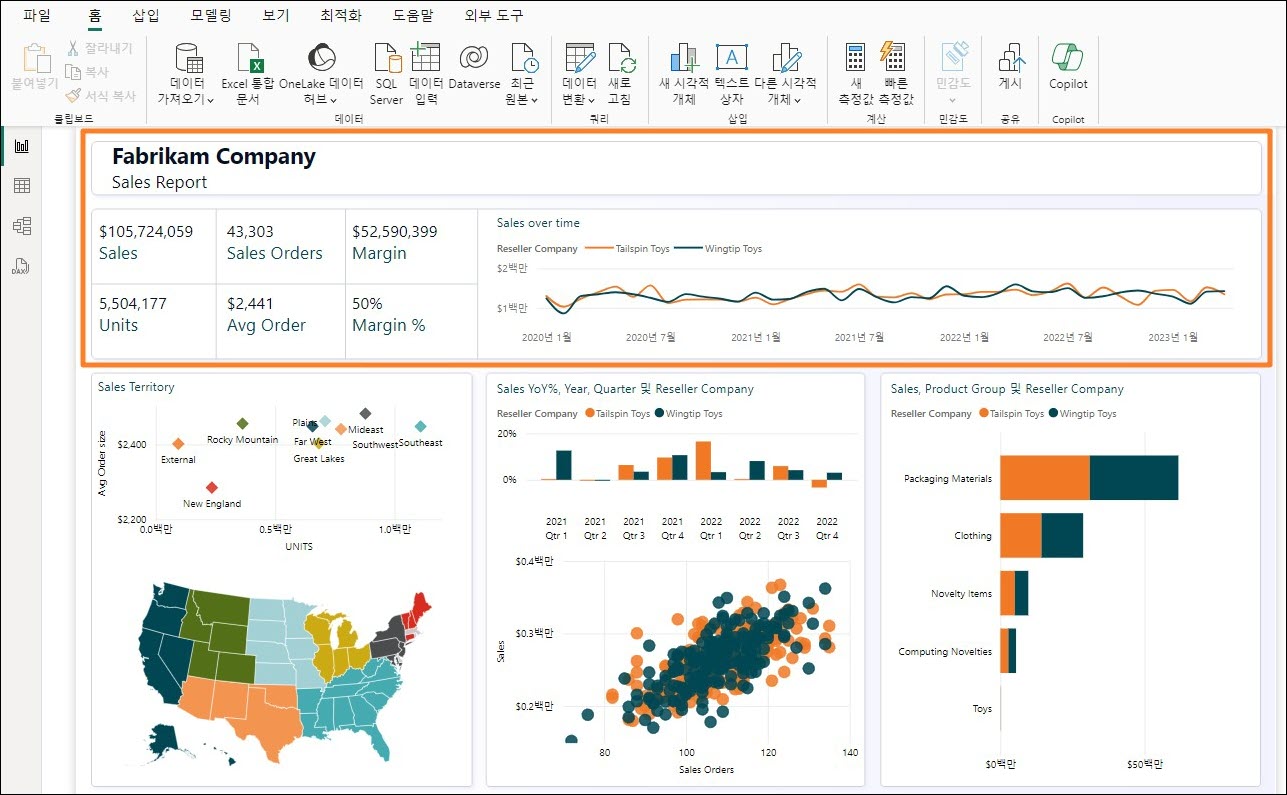 파일 홈 삽입 모델링 보기 최적화 도움말 외부 도구
붙여넣기
잘라내기
복사
서식 복사
클립보드
데이터
가져오기
Excel 통합
문서
OneLake 데이터
허브
SQL
Server
데이터
입력
Dataverse
최근
원본
데이터
데이터
변환
새로
고침
쿼리
새 시각적
개체
텍스트
상자
다른 시각적
개체
삽입
새
측정값
빠른
측정값
계산
민감도
민감도
게시
공유
Copilot
Copilot
DAX
Fabrikam Company
Sales Report
$105,724,059
Sales
43,303
Sales Orders
$52,590,399
Margin
5,504,177
Units
$2,441
Avg Order
50%
Margin %
Sales over time
Reseller Company Tailspin Toys Wingtip Toys
$2백만
$1백만
2020년 1월 2020년 7월 2021년 1월 2021년 7월 2022년 1월 2022년 7월 2023년 1월
Sales Territory
Avg Order size
$2,400
$2,200
External
Rocky Mountain
New England
Plains
Far West
Great Lakes
Mideast
Southwest
Southeast
0.0백만 0.5백만 1.0백만
UNITS
Sales YoY%, Year, Quarter 및 Reseller Company
Reseller Company Tailspin Toys Wingtip Toys
20%
0%
2021 2021 2021 2021 2022 2022 2022 2022
Qtr 1 Qtr 2 Qtr 3 Qtr 4 Qtr 1 Qtr 2 Qtr 3 Qtr 4
$0.4백만
$0.3백만
$0.2백만
Sales
80 100 120 140
Sales Orders
Sales, Product Group 및 Reseller Company
Reseller Company Tailspin Toys Wingtip Toys
Packaging Materials
Clothing
Novelty Items
Computing Novelties
Toys
$0백만 $50백만